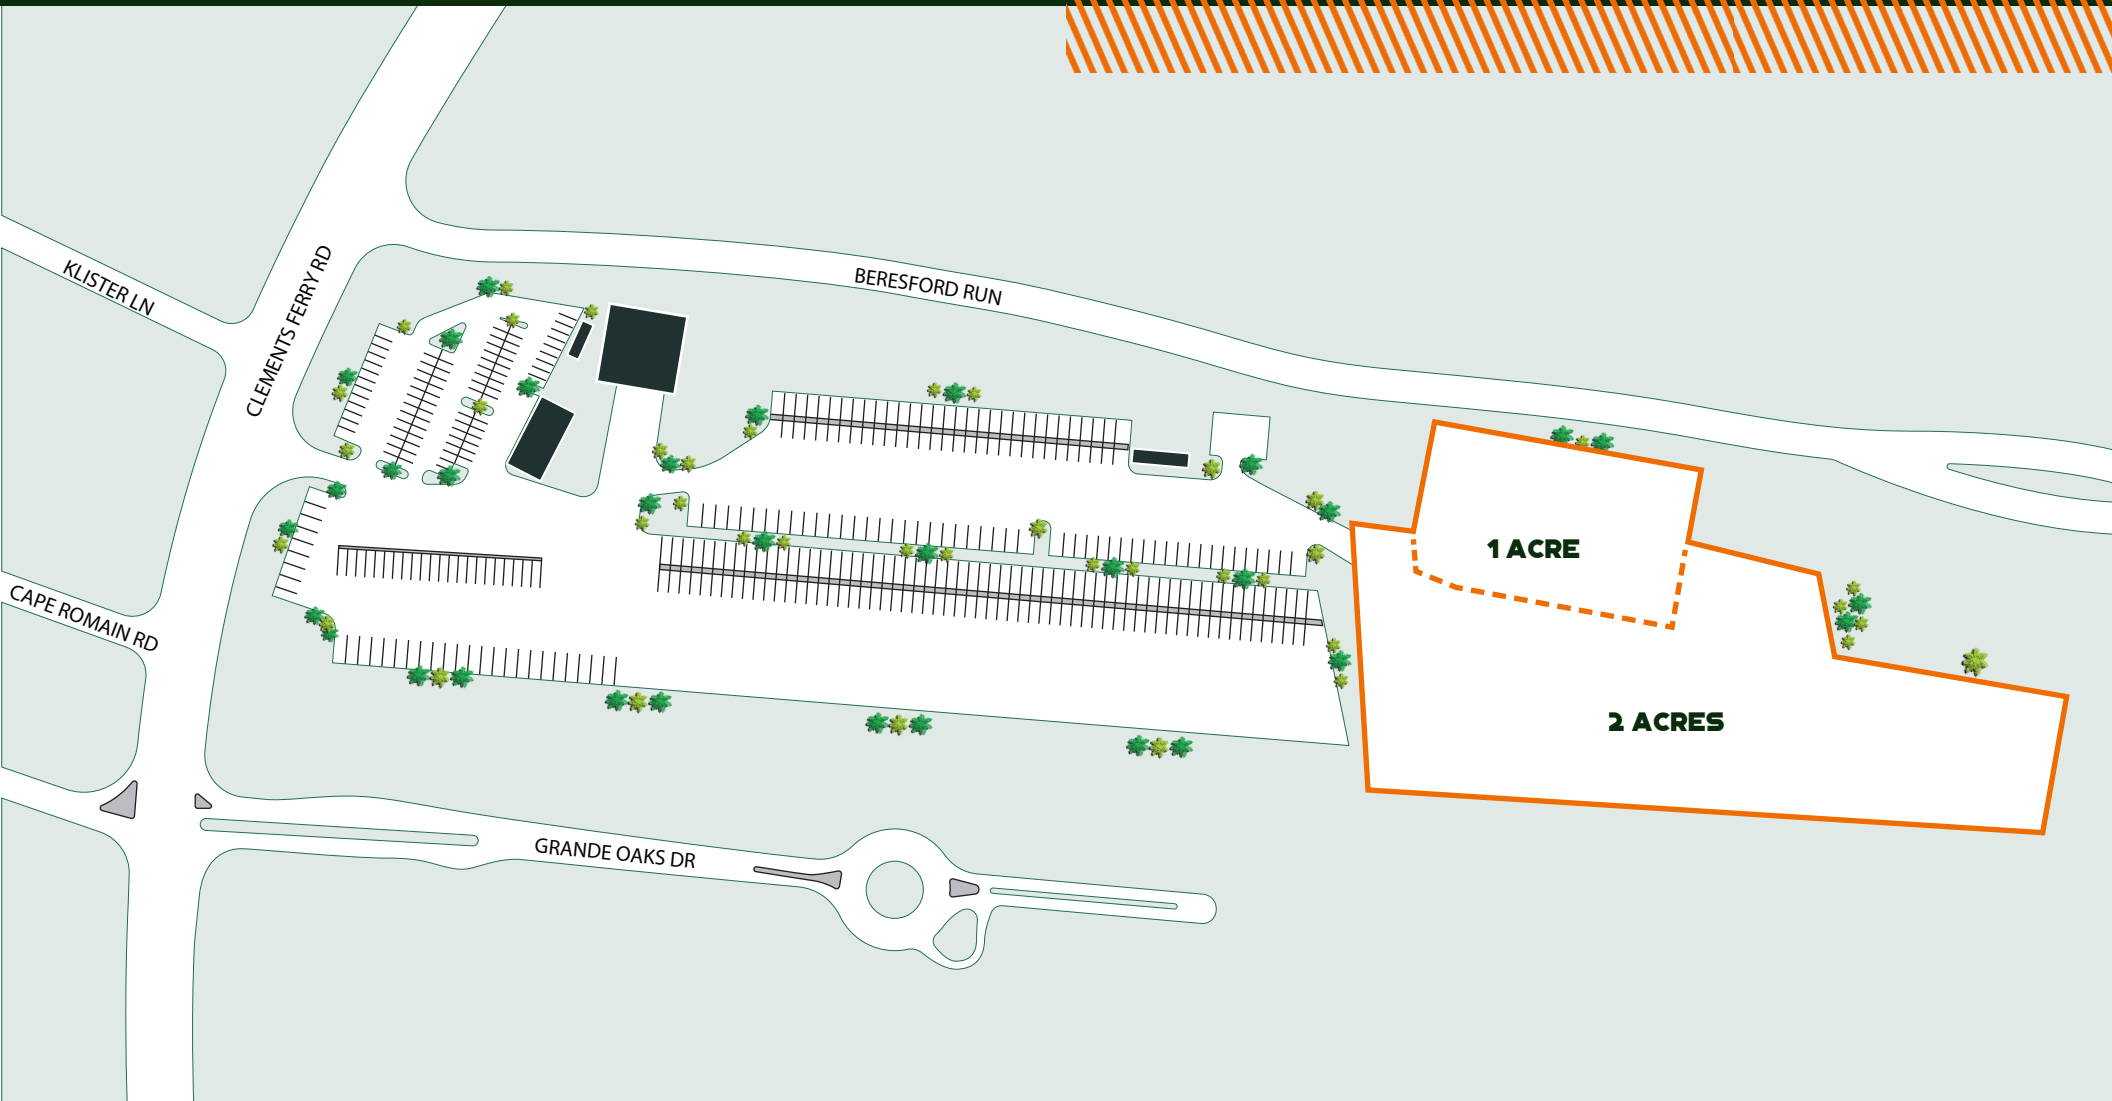 KLISTER LN
CLEMENTS FERRY RD
BERESFORD RUN
1 ACRE
CAPE ROMAIN RD
2 ACRES
GRANDE OAKS DR